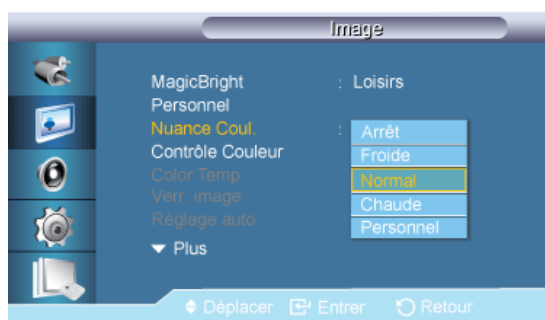 Image
MagicBright : Loisirs
Personnel
Nuance Coul. :
Contrôle Couleur
Color Temp.
Verr. image
Réglage auto
Plus
Arrêt
Froide
Normal
Chaude
Personnel
Déplacer Entrer Retour